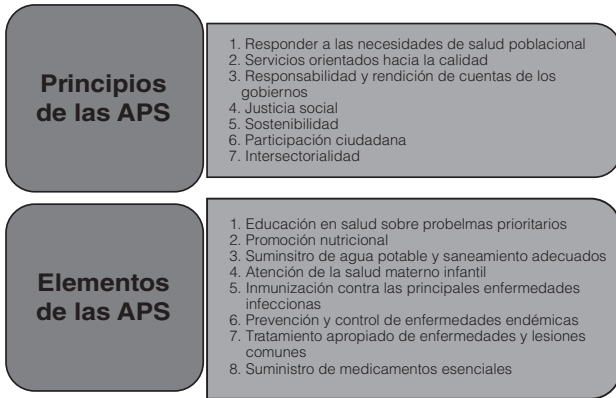 Principios
de las APS
1. Responder a las necesidades de salud poblacional
2. Servicios orientados hacia la calidad
3. Responsabilidad y rendición de cuentas de los
gobiernos
4. Justicia social
5. Sostenibilidad
6. Participación ciudadana
7. Intersectorialidad
Elementos
de las APS
1. Educación en salud sobre probelmas prioritarios
2. Promoción nutricional
3. Suminsitro de agua potable y saneamiento adecuados
4. Atención de la salud materno infantil
5. Inmunización contra las principales enfermedades
infeccionas
6. Prevención y control de enfermedades endémicas
7. Tratamiento apropiado de enfermedades y lesiones
comunes
8. Suministro de medicamentos esenciales